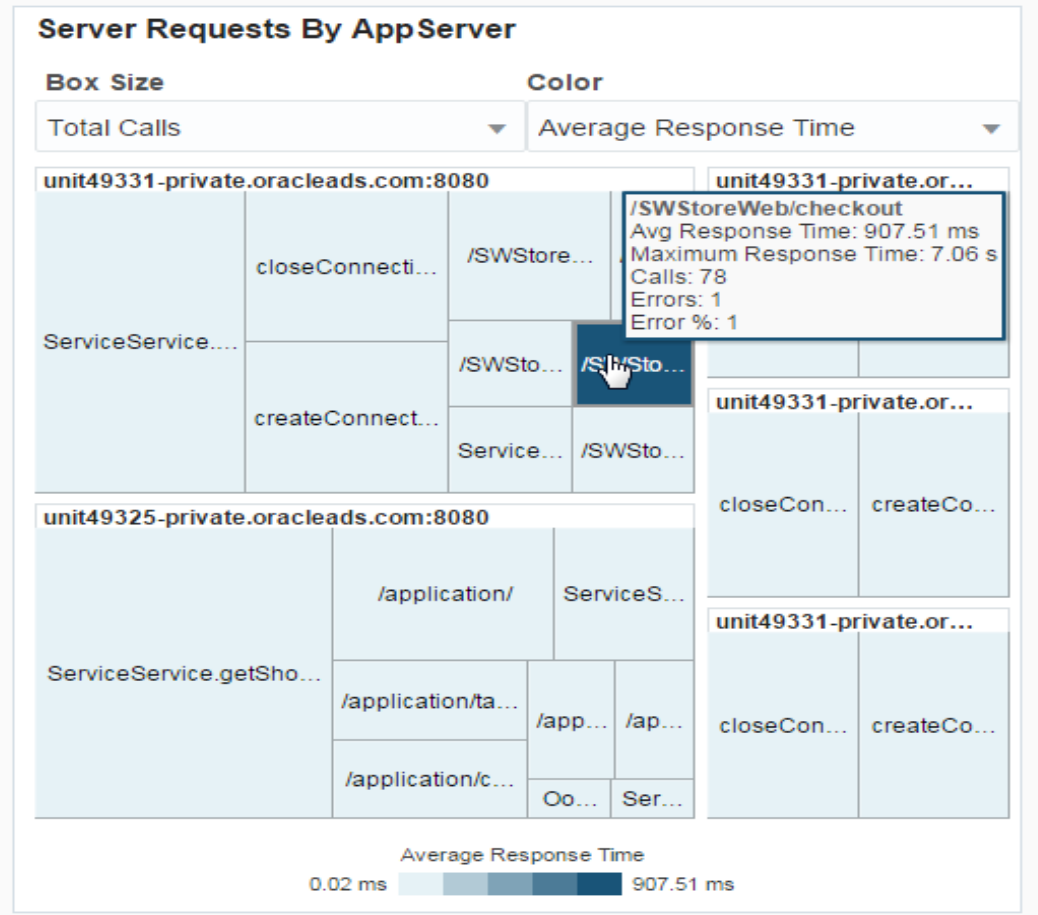 Server Requests By AppServer
Box Size
Color
Total Calls
Average Response Time
unit49331-private.oracleads.com:8080
ServiceService....
closeConnecti...
createConnect...
/SWStore...
/SWSto...
/SWSto...
Service...
/SWSto...
unit49331-private.or...
/SWStoreWeb/checkout
Avg Response Time: 907.51 ms
Maximum Response Time: 7.06 s
Calls: 78
Errors: 1
Error %: 1
unit49331-private.or...
closeCon...
createCo...
unit49325-private.oracleads.com:8080
ServiceService.getSho...
/application/
ServiceS...
/application/ta...
/application/c...
/app...
/ap...
Oo...
Ser...
unit49331-private.or...
closeCon...
createCo...
Average Response Time
0.02 ms
907.51 ms